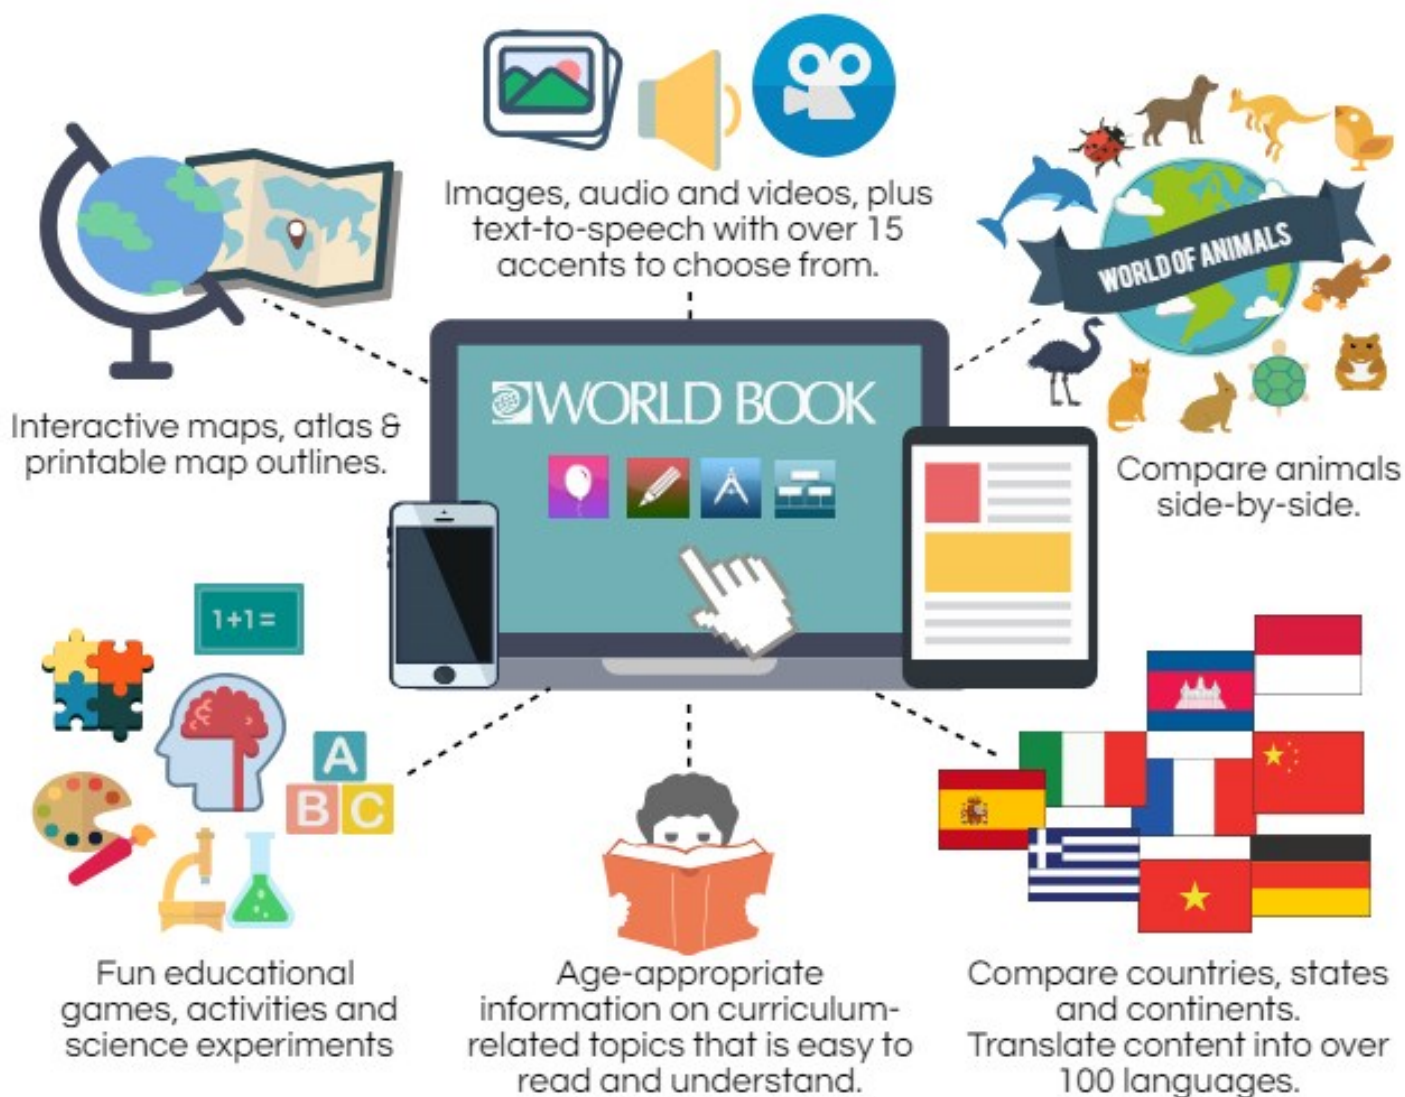 Images, audio and videos, plus
text-to-speech with over 15
accents to choose from.
WORLD OF ANIMALS
WORLD BOOK
Interactive maps, atlas &
printable map outlines.
Compare animals
side-by-side.
1+1=
A
B C
Fun educational
games, activities and
science experiments
Age-appropriate
information on curriculum-
related topics that is easy to
read and understand.
Compare countries, states
and continents.
Translate content into over
100 languages.